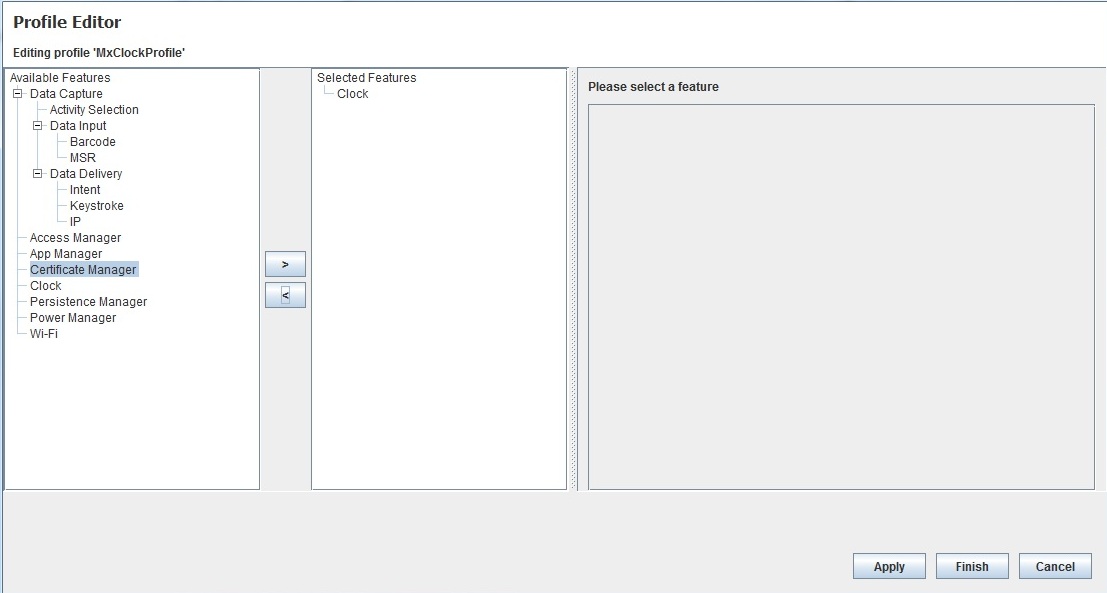 Profile Editor
Editing profile 'MxClockProfile'
Available Features
Data Capture
Activity Selection
Data Input
Barcode
MSR
Data Delivery
Intent
Keystroke
IP
Access Manager
App Manager
Certificate Manager
Clock
Persistence Manager
Power Manager
Wi-Fi
>
<
Selected Features
Clock
Please select a feature
Apply
Finish
Cancel